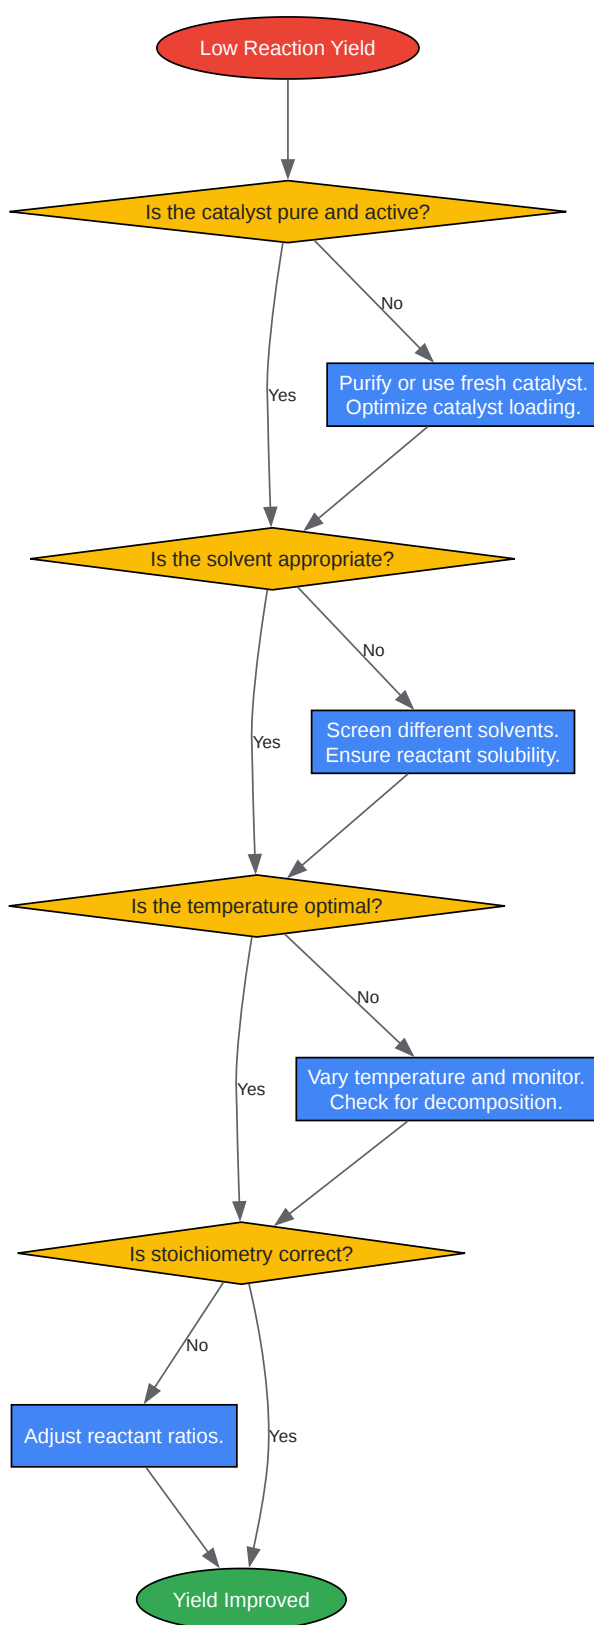 Low Reaction Yield
Is the catalyst pure and active?
No
Purify or use fresh catalyst.
Optimize catalyst loading.
Yes
Is the solvent appropriate?
No
Screen different solvents.
Ensure reactant solubility.
Yes
Is the temperature optimal?
No
Vary temperature and monitor.
Check for decomposition.
Yes
Is stoichiometry correct?
No
Adjust reactant ratios.
Yes
Yield Improved